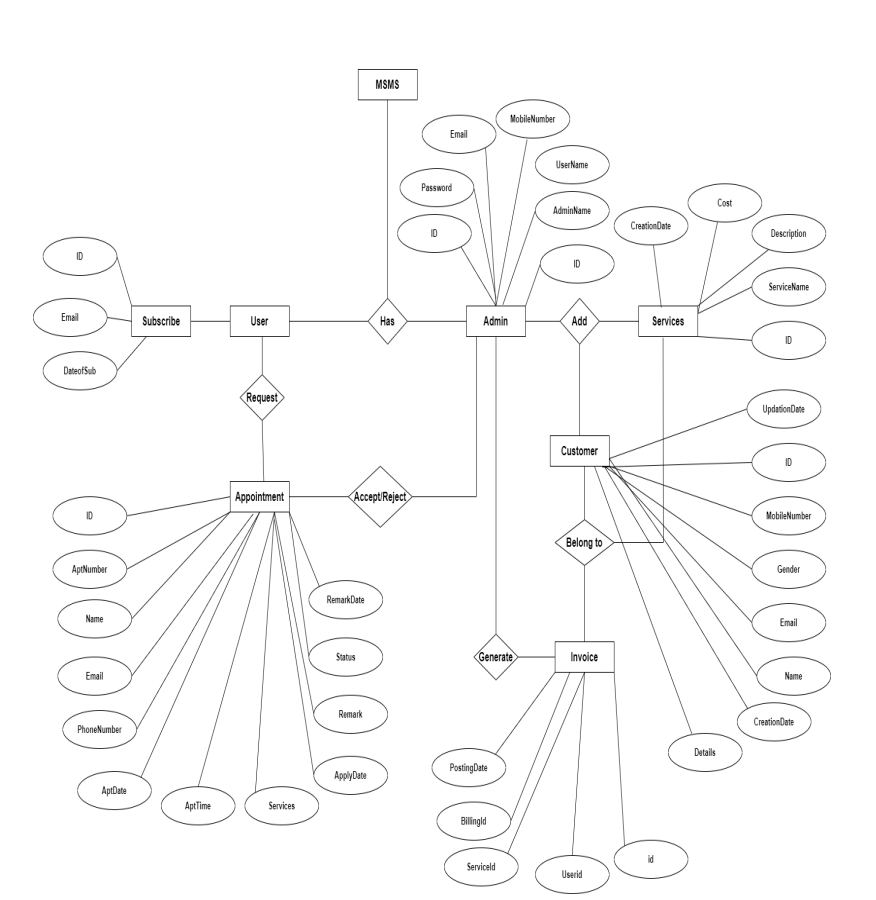 MSMS
MobileNumber
Email
UserName
Password
AdminName
ID
ID
Cost
CreationDate
Description
ServiceName
ID
ID
Email
DateofSub
Subscribe
User
Has
Admin
Add
Services
Request
UpdationDate
Customer
ID
Appointment
Accept/Reject
ID
MobileNumber
AptNumber
Belong to
Gender
Name
RemarkDate
Email
Email
Status
Generate
Invoice
Name
PhoneNumber
Remark
CreationDate
Details
AptDate
ApplyDate
PostingDate
AptTime
Services
BillingId
ServiceId
Userid
id